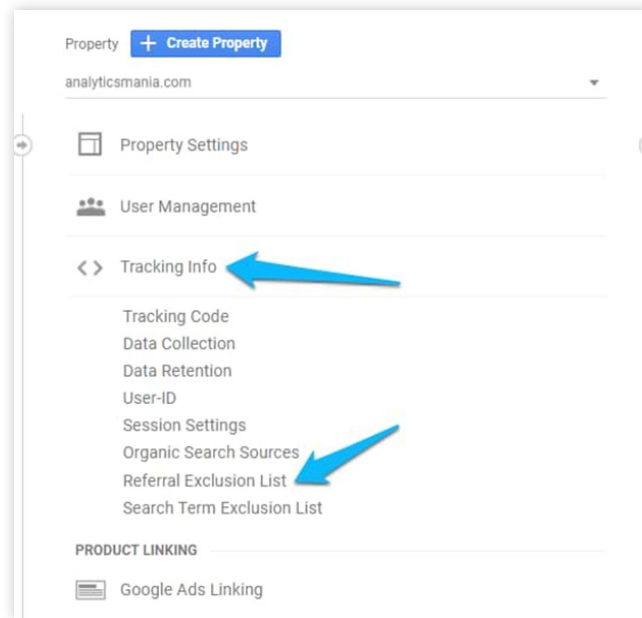 Property + Create Property
analyticsmania.com
Property Settings
User Management
Tracking Info
Tracking Code
Data Collection
Data Retention
User-ID
Session Settings
Organic Search Sources
Referral Exclusion List
Search Term Exclusion List
PRODUCT LINKING
Google Ads Linking